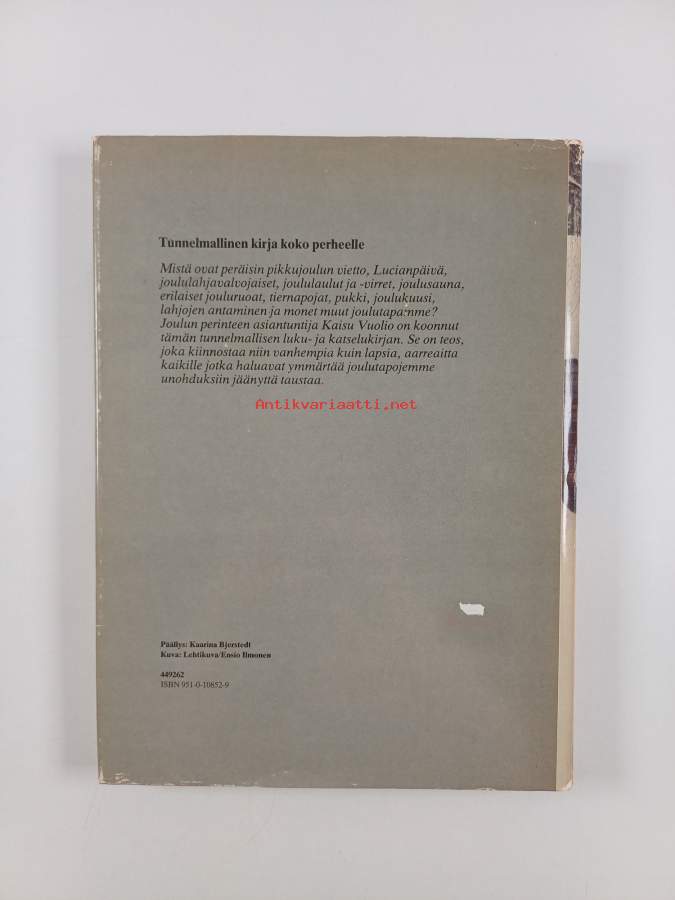 Tunnelmallinen kirja koko perheelle
Mistä ovat peräisin pikkujoulun vietto, Lucianpäivä,
joululahjavalvojaiset, joululaulut ja -virret, joulusauna,
erilaiset jouluruoat, tiernapojat, pukki, joulukuusi,
lahjojen antaminen ja monet muut joulutapamme?
Joulun perinteen asiantuntija Kaisu Vuolio on koonnut
tämän tunnelmallisen luku- ja katselukirjan. Se on teos,
joka kiinnostaa niin vanhempia kuin lapsia, aarreaitta
kaikille jotka haluavat ymmärtää joulutapojemme
unohduksiin jäänyttä taustaa.
Antikvariaatti.net
Päällys: Kaarina Bjerstedt
Kuva: Lehtikuva/Ensio Ilmonen
449262
ISBN 951-0-10852-9